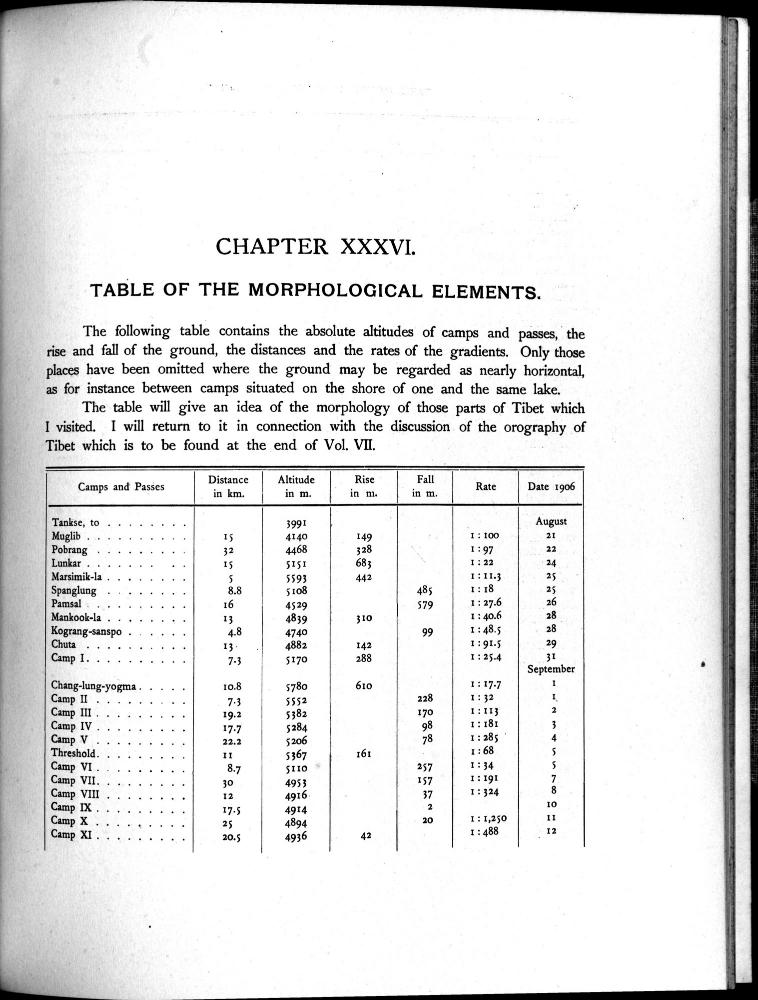 CHAPTER XXXVI.
TABLE OF THE MORPHOLOGICAL ELEMENTS.
The following table contains the absolute altitudes of camps and passes, the
rise and fall of the ground, the distances and the rates of the gradients. Only those
places have been omitted where the ground may be regarded as nearly horizontal,
as for instance between camps situated on the shore of one and the same lake.
The table will give an idea of the morphology of those parts of Tibet which
I visited. I will return to it in connection with the discussion of the orography of
Tibet which is to be found at the end of Vol. VII.
Camps and Passes Distance in km. Altitude in m. Rise in m. Fall in m. Rate Date 1906
Tankse, to . . . . . . . . 3991 August
Muglib . . . . . . . . . 15 4140 149 1 : 100 21
Pobrang . . . . . . . . 32 4468 328 1 : 97 22
Lunkar . . . . . . . . 15 5151 683 1 : 22 24
Marsimik-la . . . . . . . 5 5593 442 1 : 11.3 25
Spanglung . . . . . . . 8.8 5108 485 1 : 18 25
Pamsal . . . . . . . . 16 4529 579 1 : 27.6 26
Mankook-la . . . . . . . 13 4839 310 1 : 40.6 28
Kograng-sanspo . . . . . 4.8 4740 99 1 : 48.5 28
Chuta . . . . . . . . . 13 4882 142 1 : 91.5 29
Camp I . . . . . . . . . 7.3 5170 288 1 : 25.4 31
September
Chang-lung-yogma . . . . . 10.8 5780 610 1 : 17.7 1
Camp II . . . . . . . . 7.3 5552 228 1 : 32 1
Camp III . . . . . . . . 19.2 5382 170 1 : 113 2
Camp IV . . . . . . . . 17.7 5284 98 1 : 181 3
Camp V . . . . . . . . 22.2 5206 78 1 : 285 4
Threshold . . . . . . . . 11 5367 161 1 : 68 5
Camp VI . . . . . . . . 8.7 5110 257 1 : 34 5
Camp VII . . . . . . . . 30 4953 157 1 : 191 7
Camp VIII . . . . . . . 12 4916 37 1 : 324 8
Camp IX . . . . . . . . 17.5 4914 2 10
Camp X . . . . . . . . 25 4894 20 1 : 1,250 11
Camp XI . . . . . . . . 20.5 4936 42 1 : 488 12